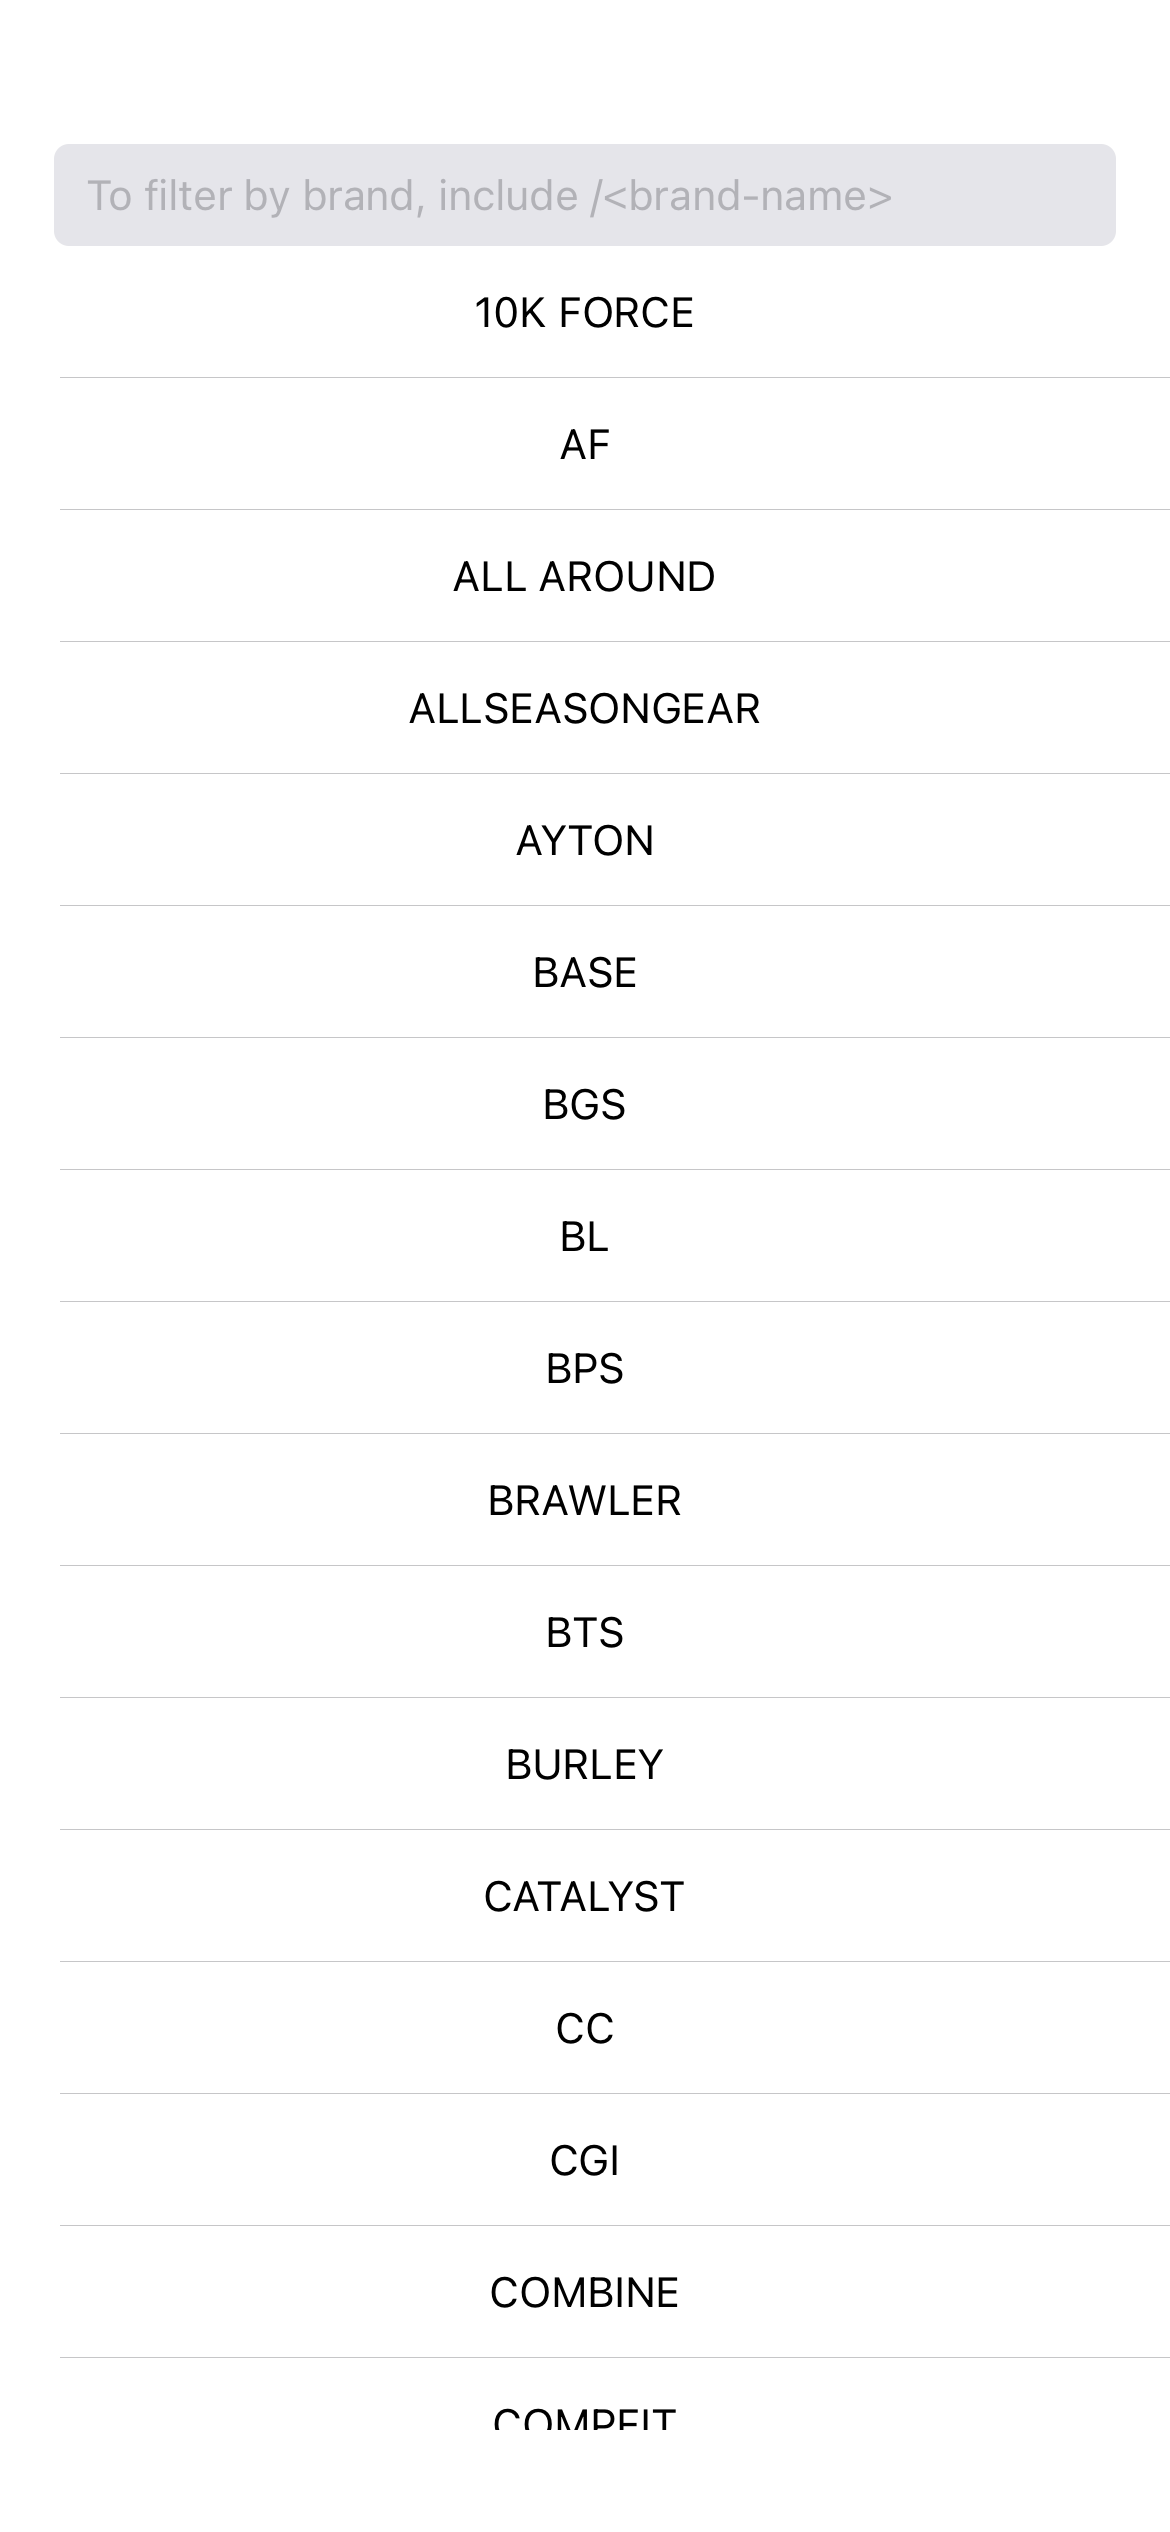 To filter by brand, include /<brand-name>
10K FORCE
AF
ALL AROUND
ALLSEASONGEAR
AYTON
BASE
BGS
BL
BPS
BRAWLER
BTS
BURLEY
CATALYST
CC
CGI
COMBINE